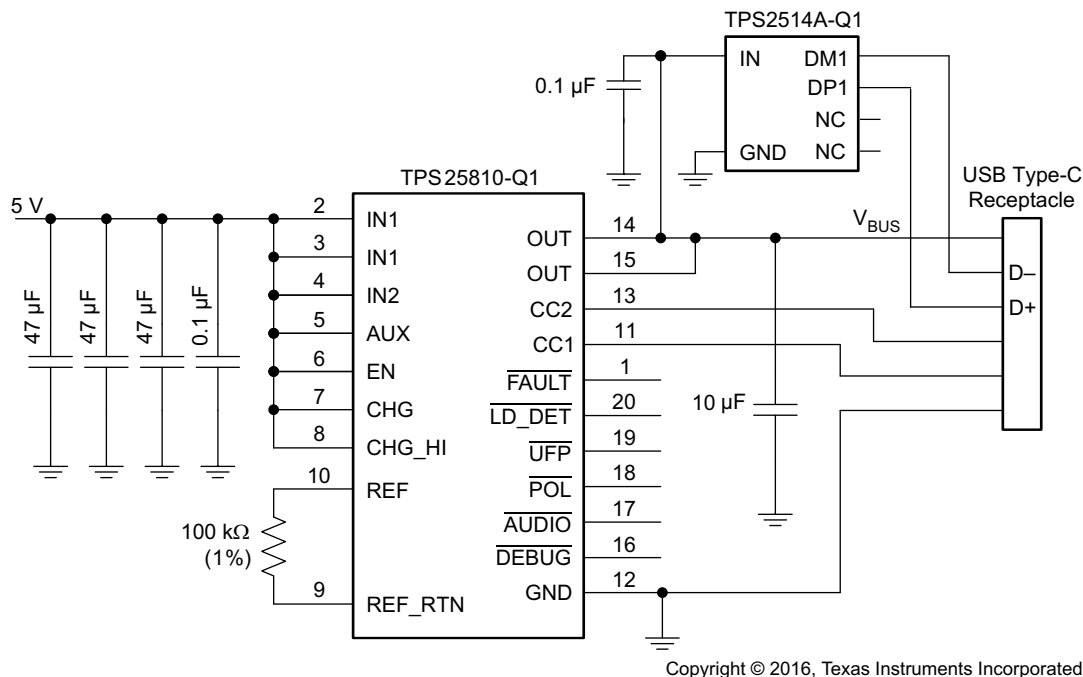 TPS2514A-Q1
IN
DM1
0.1 µF
DP1
NC
GND
NC
TPS25810-Q1
USB Type-C
Receptacle
5 V
2
IN1
OUT
14
V_BUS
3
IN1
OUT
15
D–
4
IN2
CC2
13
D+
47 µF
47 µF
47 µF
0.1 µF
5
AUX
CC1
11
6
EN
FAULT
1
7
CHG
LD_DET
20
10 µF
8
CHG_HI
UFP
19
10
REF
POL
18
100 kΩ
(1%)
AUDIO
17
DEBUG
16
9
REF_RTN
GND
12
Copyright © 2016, Texas Instruments Incorporated